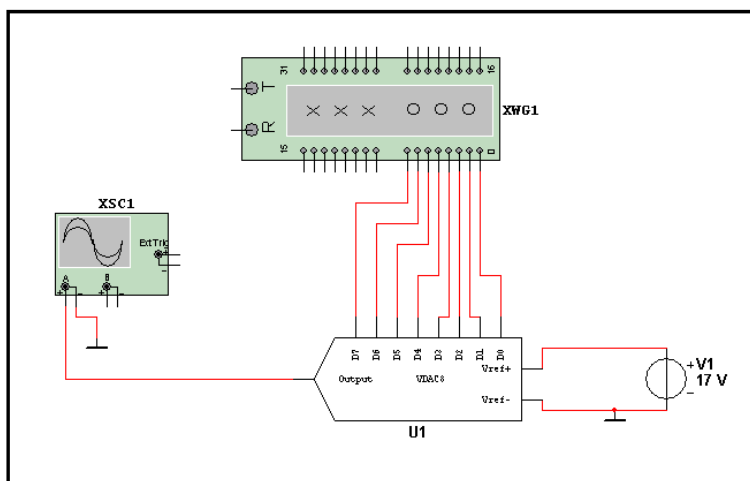 31
16
T
X X X O O O
XWG1
R
15
0
XSC1
Ext Trig
+
-
A
B
+ - + -
D7 D6 D5 D4 D3 D2 D1 D0
Output VDAC8
Vref+
Vref-
U1
+ V1
17 V
-